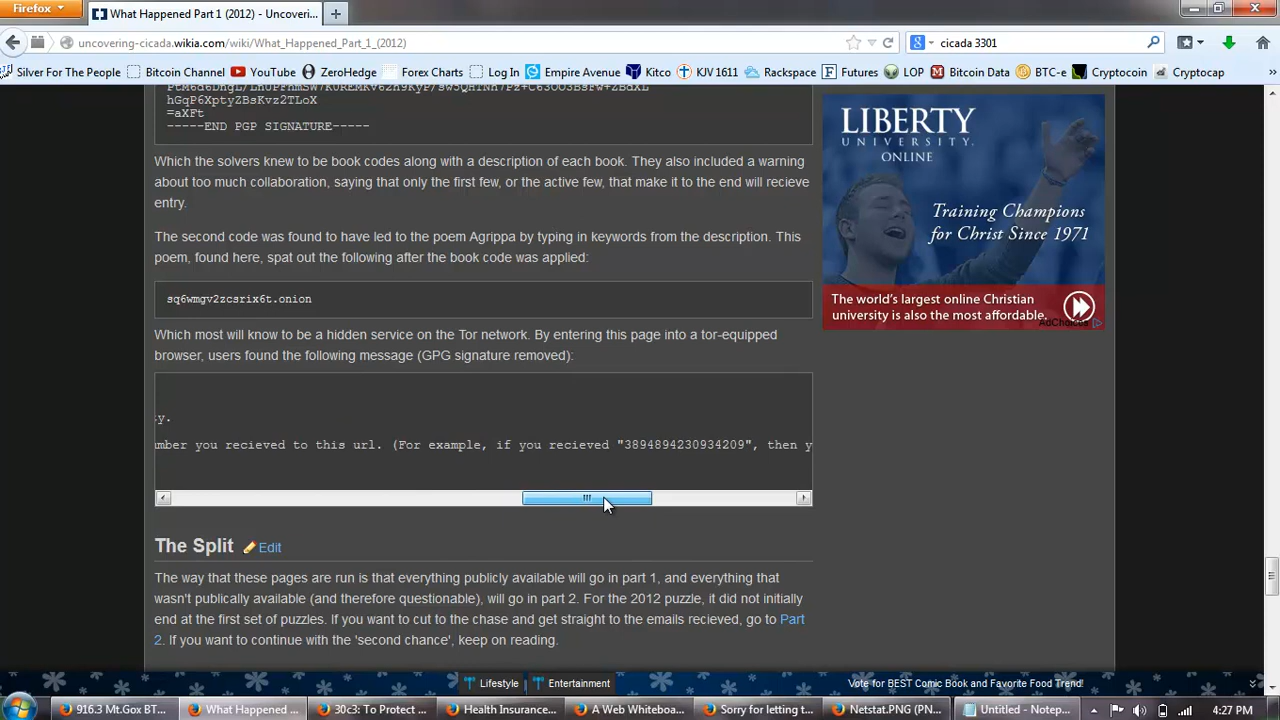 Firefox
What Happened Part 1 (2012) - Uncoveri...
uncovering-cicada.wikia.com/wiki/What_Happened_Part_1_(2012)
cicada 3301
Silver For The People
Bitcoin Channel
YouTube
ZeroHedge
Forex Charts
Log In
Empire Avenue
Kitco
KJV 1611
Rackspace
Futures
LOP
Bitcoin Data
BTC-e
Cryptocoin
Cryptocap
»
hGqP6XptyZBsKvz2TLoX
=aXFt
-----END PGP SIGNATURE-----
Which the solvers knew to be book codes along with a description of each book. They also included a warning
about too much collaboration, saying that only the first few, or the active few, that make it to the end will recieve
entry.
The second code was found to have led to the poem Agrippa by typing in keywords from the description. This
poem, found here, spat out the following after the book code was applied:
sq6wmgv2zcsrix6t.onion
Which most will know to be a hidden service on the Tor network. By entering this page into a tor-equipped
browser, users found the following message (GPG signature removed):
y.
mber you recieved to this url. (For example, if you recieved "3894894230934209", then y
The Split
Edit
The way that these pages are run is that everything publicly available will go in part 1, and everything that
wasn't publically available (and therefore questionable), will go in part 2. For the 2012 puzzle, it did not initially
end at the first set of puzzles. If you want to cut to the chase and get straight to the emails recieved, go to Part
2. If you want to continue with the 'second chance', keep on reading.
LIBERTY
UNIVERSITY
ONLINE
Training Champions
for Christ Since 1971
The world's largest online Christian
university is also the most affordable.
AdChoices
Lifestyle
Entertainment
Vote for BEST Comic Book and Favorite Food Trend!
916.3 Mt.Gox BT...
What Happened ...
30c3: To Protect ...
Health Insurance...
A Web Whiteboa...
Sorry for letting t...
Netstat.PNG (PN...
Untitled - Notep...
4:27 PM